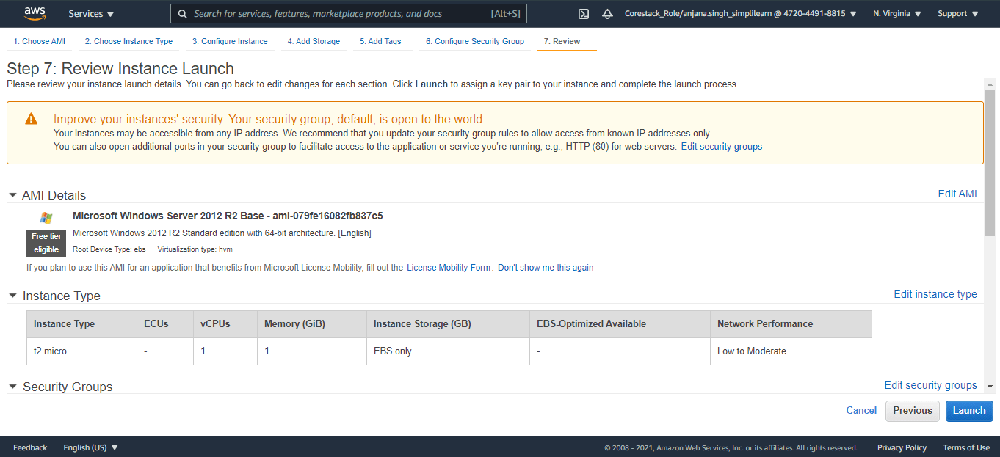 aws Services Search for services, features, marketplace products, and docs [Alt+S] Corestack_Role/anjana.singh_simplilearn @ 4720-4491-8815 N. Virginia Support
1. Choose AMI 2. Choose Instance Type 3. Configure Instance 4. Add Storage 5. Add Tags 6. Configure Security Group 7. Review
Step 7: Review Instance Launch
Please review your instance launch details. You can go back to edit changes for each section. Click Launch to assign a key pair to your instance and complete the launch process.
Improve your instances' security. Your security group, default, is open to the world.
Your instances may be accessible from any IP address. We recommend that you update your security group rules to allow access from known IP addresses only.
You can also open additional ports in your security group to facilitate access to the application or service you're running, e.g., HTTP (80) for web servers. Edit security groups
AMI Details Edit AMI
Microsoft Windows Server 2012 R2 Base - ami-079fe16082fb837c5
Free tier eligible
Microsoft Windows 2012 R2 Standard edition with 64-bit architecture. [English]
Root Device Type: ebs Virtualization type: hvm
If you plan to use this AMI for an application that benefits from Microsoft License Mobility, fill out the License Mobility Form. Don't show me this again
Instance Type Edit instance type
Instance Type ECUs vCPUs Memory (GiB) Instance Storage (GB) EBS-Optimized Available Network Performance
t2.micro - 1 1 EBS only - Low to Moderate
Security Groups Edit security groups
Cancel Previous Launch
Feedback English (US) © 2008 - 2021, Amazon Web Services, Inc. or its affiliates. All rights reserved. Privacy Policy Terms of Use